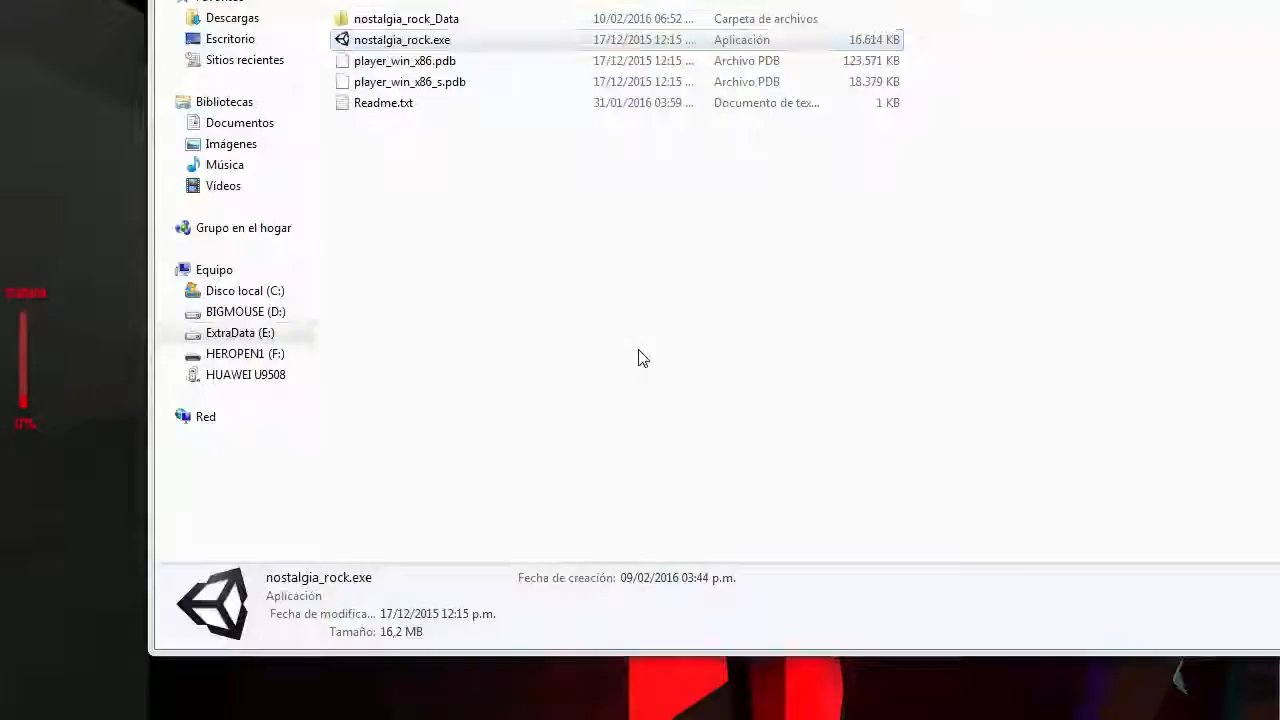 Descargas
Escritorio
Sitios recientes
Bibliotecas
Documentos
Imágenes
Música
Vídeos
Grupo en el hogar
Equipo
Disco local (C:)
BIGMOUSE (D:)
ExtraData (E:)
HEROPEN1 (F:)
HUAWEI U9508
Red
nostalgia_rock_Data 10/02/2016 06:52 ... Carpeta de archivos
nostalgia_rock.exe 17/12/2015 12:15 .... Aplicación 16.614 KB
player_win_x86.pdb 17/12/2015 12:15 ... Archivo PDB 123.571 KB
player_win_x86_s.pdb 17/12/2015 12:15 ... Archivo PDB 18.379 KB
Readme.txt 31/01/2016 03:59 ... Documento de tex... 1 KB
0%
nostalgia_rock.exe Fecha de creación: 09/02/2016 03:44 p.m.
Aplicación
Fecha de modifica... 17/12/2015 12:15 p.m.
Tamaño: 16,2 MB